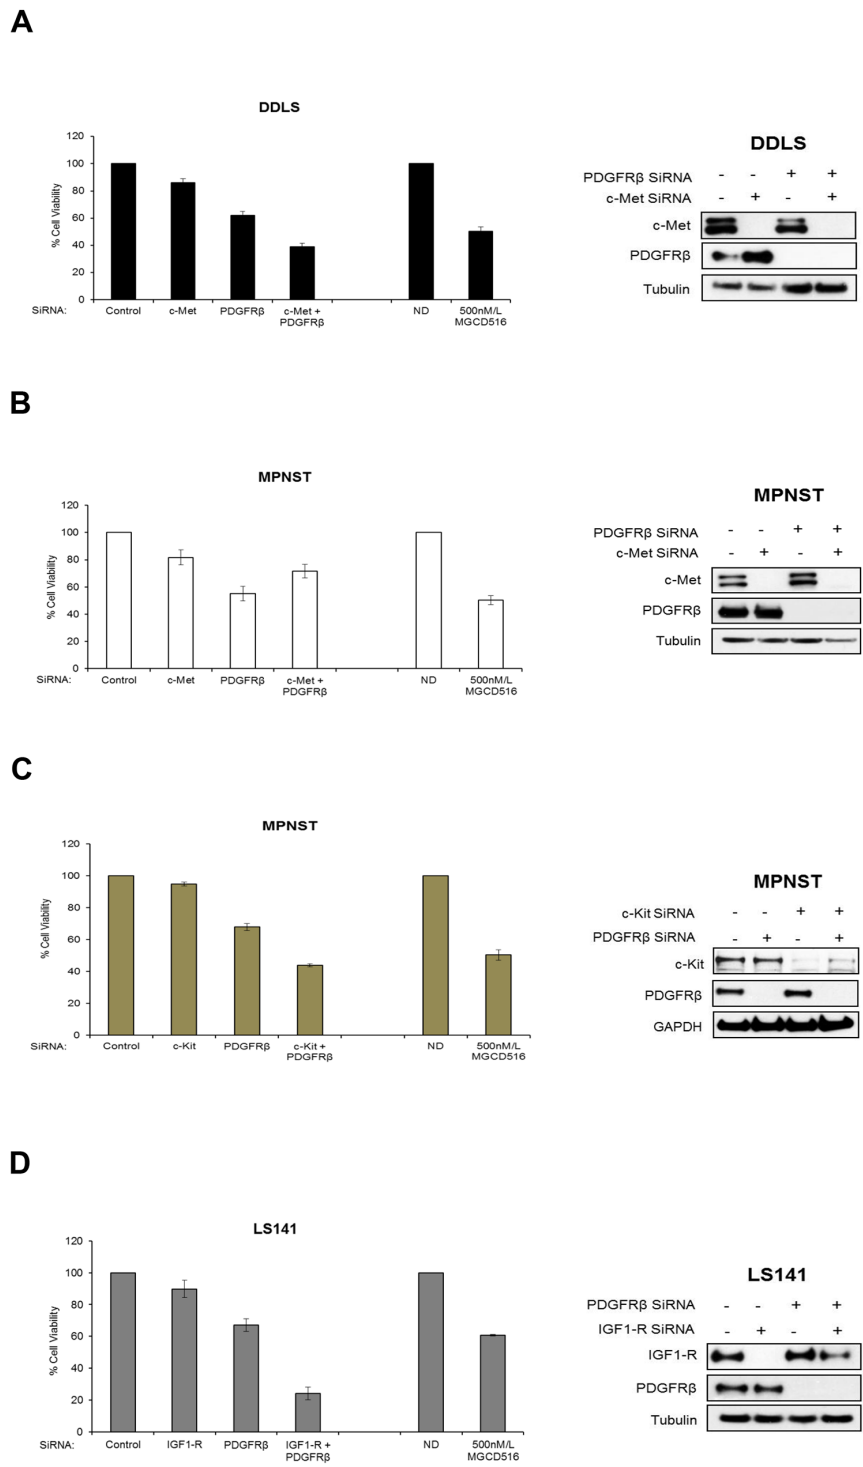 A
DDLS
120
100
80
60
40
20
0
% Cell Viability
SiRNA: Control c-Met PDGFRβ c-Met + PDGFRβ ND 500nM/L MGCD516
DDLS
PDGFRβ SiRNA - - + +
c-Met SiRNA - + - +
c-Met
PDGFRβ
Tubulin
B
MPNST
120
100
80
60
40
20
0
% Cell Viability
SiRNA: Control c-Met PDGFRβ c-Met + PDGFRβ ND 500nM/L MGCD516
MPNST
PDGFRβ SiRNA - - + +
c-Met SiRNA - + - +
c-Met
PDGFRβ
Tubulin
C
MPNST
120
100
80
60
40
20
0
% Cell Viability
SiRNA: Control c-Kit PDGFRβ c-Kit + PDGFRβ ND 500nM/L MGCD516
MPNST
c-Kit SiRNA - - + +
PDGFRβ SiRNA - + - +
c-Kit
PDGFRβ
GAPDH
D
LS141
120
100
80
60
40
20
0
% Cell Viability
SiRNA: Control IGF1-R PDGFRβ IGF1-R + PDGFRβ ND 500nM/L MGCD516
LS141
PDGFRβ SiRNA - - + +
IGF1-R SiRNA - + - +
IGF1-R
PDGFRβ
Tubulin